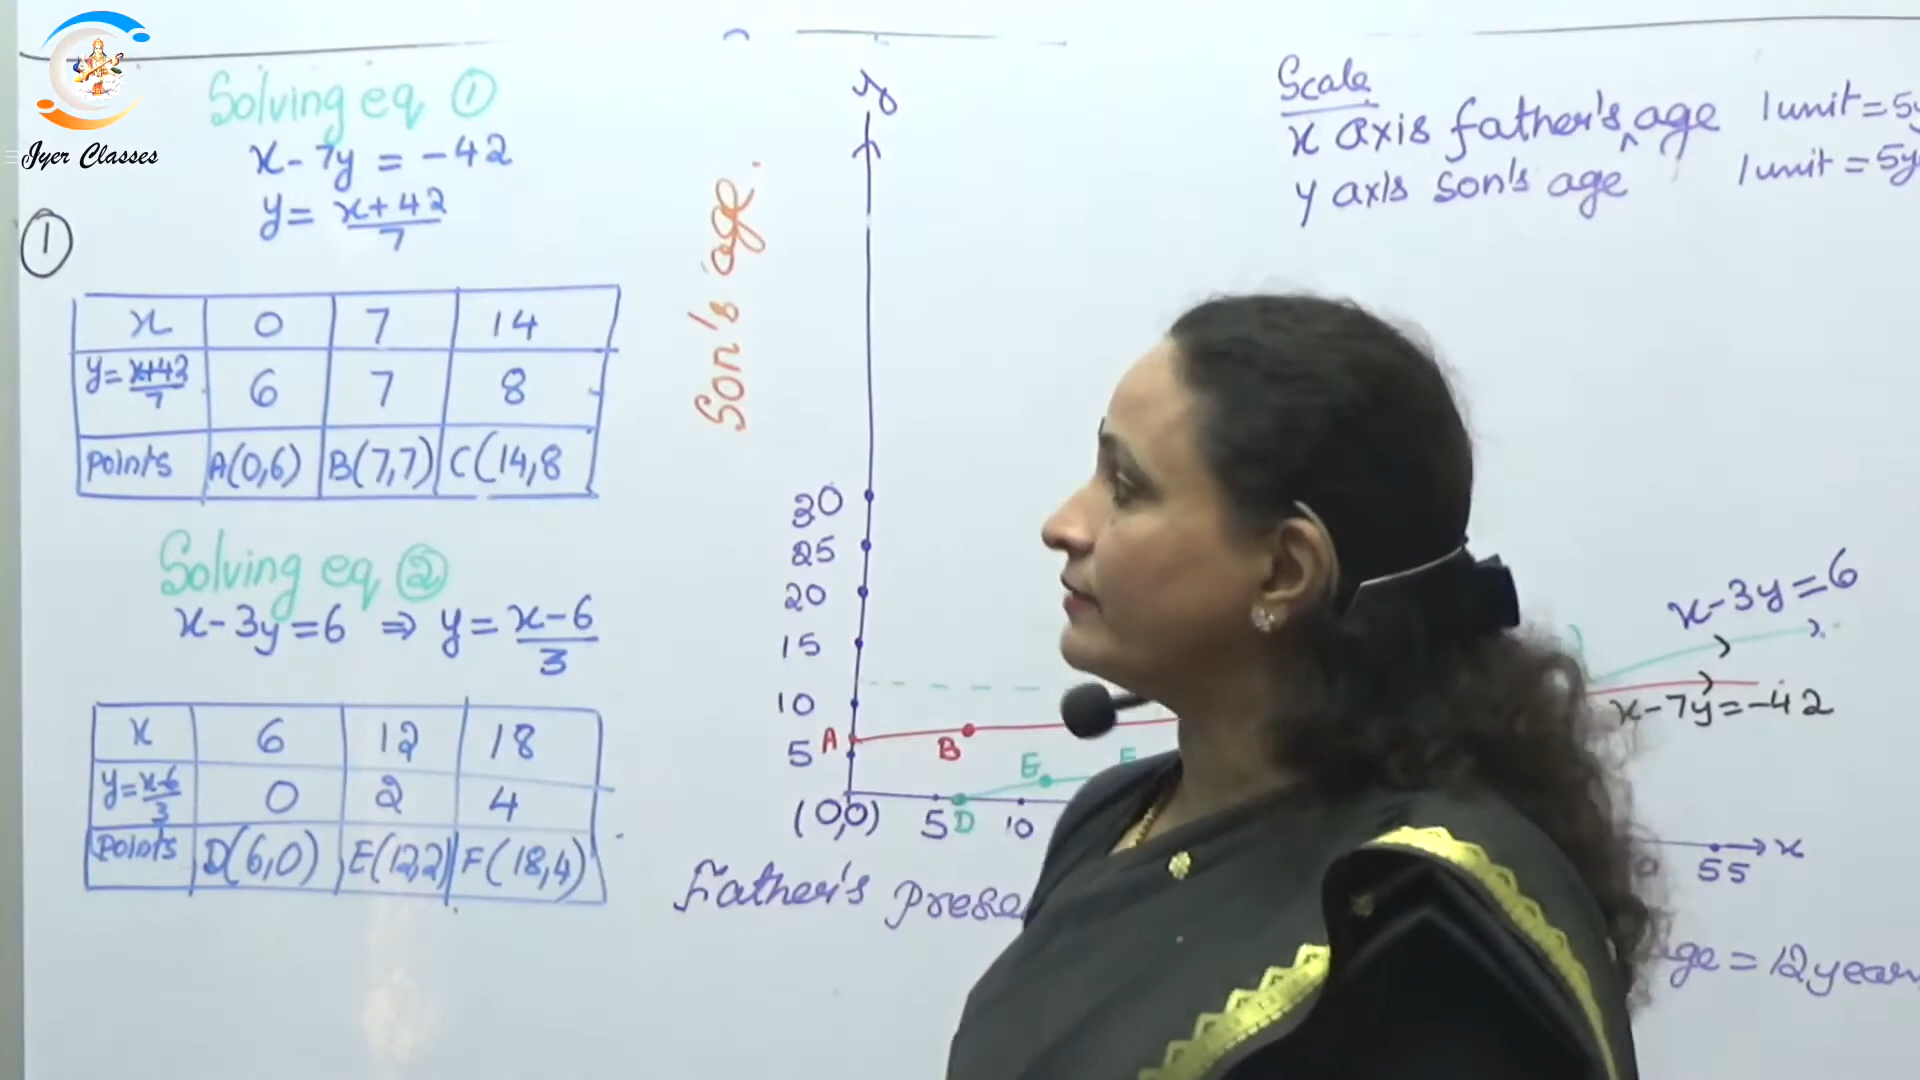 Iyer Classes
Solving eq ①
x - 7y = -42
y = x+42/7
①
x 0 7 14
y = x+42/7 6 7 8
Points A(0,6) B(7,7) C(14,8
Solving eq ②
x - 3y = 6 ⇒ y = x-6/3
x 6 12 18
y = x-6/3 0 2 4
Points D(6,0) E(12,2) F(18,4)
Son's age.
y
30
25
20
15
10
5
A
B
E
F
(0,0) 5 D 10
55 x
Father's
age = 12 years
Scale
x axis father's age 1 unit = 5y
y axis son's age 1 unit = 5y
x - 3y = 6
x - 7y = -42